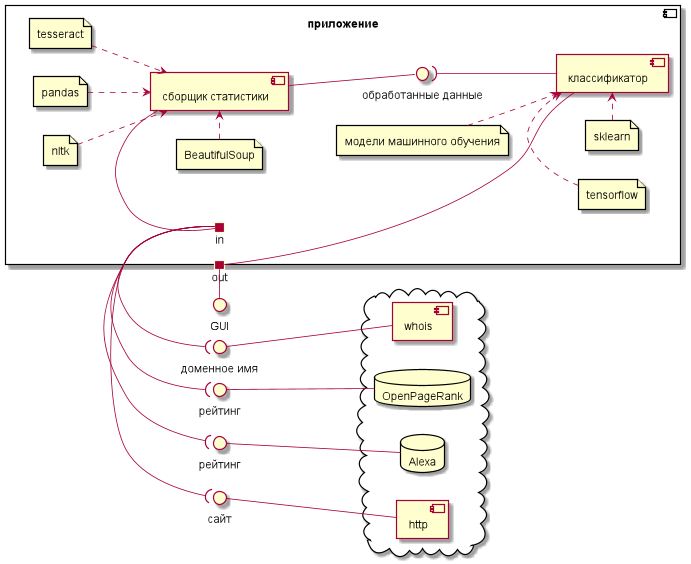 приложение
tesseract
pandas
nltk
сборщик статистики
BeautifulSoup
обработанные данные
классификатор
модели машинного обучения
sklearn
tensorflow
in
out
GUI
доменное имя
whois
рейтинг
OpenPageRank
рейтинг
Alexa
сайт
http